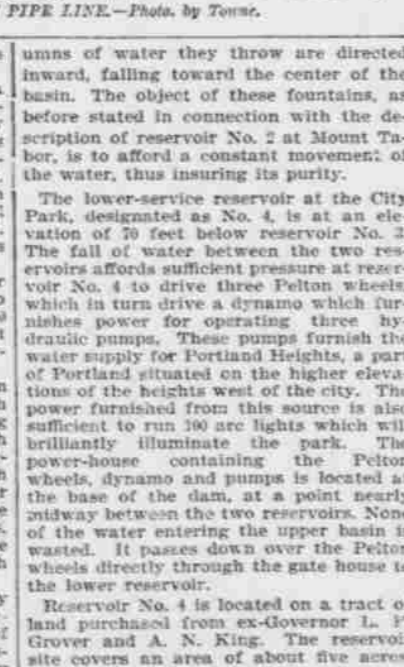 PIPE LINE.—Photo. by Towne.
umns of water they throw are directed
inward, falling toward the center of the
basin. The object of these fountains, as
before stated in connection with the de-
scription of reservoir No. 2 at Mount Ta-
bor, is to afford a constant movement of
the water, thus insuring its purity.
The lower-service reservoir at the City
Park, designated as No. 4, is at an ele-
vation of 70 feet below reservoir No. 3.
The fall of water between the two res-
ervoirs affords sufficient pressure at reser-
voir No. 4 to drive three Pelton wheels,
which in turn drive a dynamo which fur-
nishes power for operating three hy-
draulic pumps. These pumps furnish the
water supply for Portland Heights, a part
of Portland situated on the higher eleva-
tions of the heights west of the city. The
power furnished from this source is also
sufficient to run 100 arc lights which will
brilliantly illuminate the park. The
power-house containing the Pelton
wheels, dynamo and pumps is located at
the base of the dam, at a point nearly
midway between the two reservoirs. None
of the water entering the upper basin is
wasted. It passes down over the Pelton
wheels directly through the gate house to
the lower reservoir.
Reservoir No. 4 is located on a tract of
land purchased from ex-Governor L. F.
Grover and A. N. King. The reservoir
site covers an area of about five acres